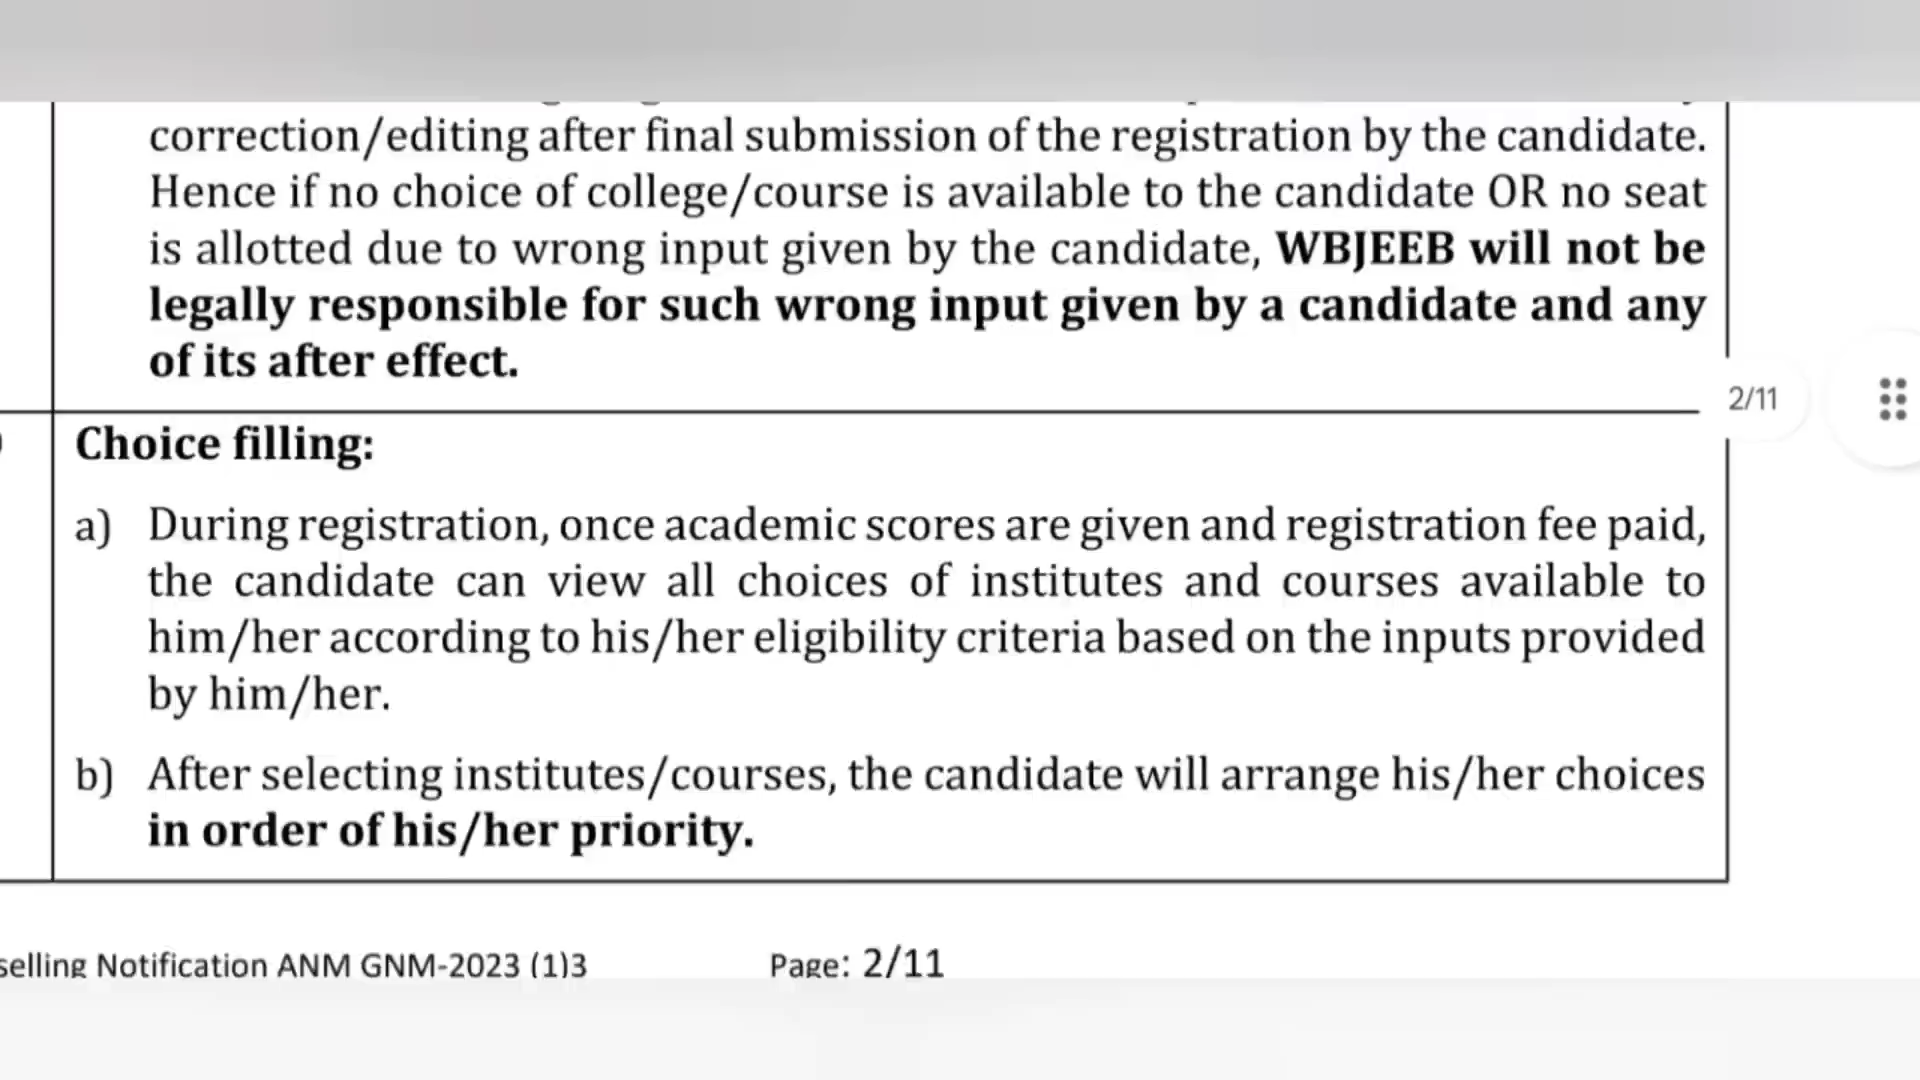 correction/editing after final submission of the registration by the candidate.
Hence if no choice of college/course is available to the candidate OR no seat
is allotted due to wrong input given by the candidate, WBJEEB will not be
legally responsible for such wrong input given by a candidate and any
of its after effect.
2/11
Choice filling:
a) During registration, once academic scores are given and registration fee paid,
the candidate can view all choices of institutes and courses available to
him/her according to his/her eligibility criteria based on the inputs provided
by him/her.
b) After selecting institutes/courses, the candidate will arrange his/her choices
in order of his/her priority.
selling Notification ANM GNM-2023 (1)3 Page: 2/11